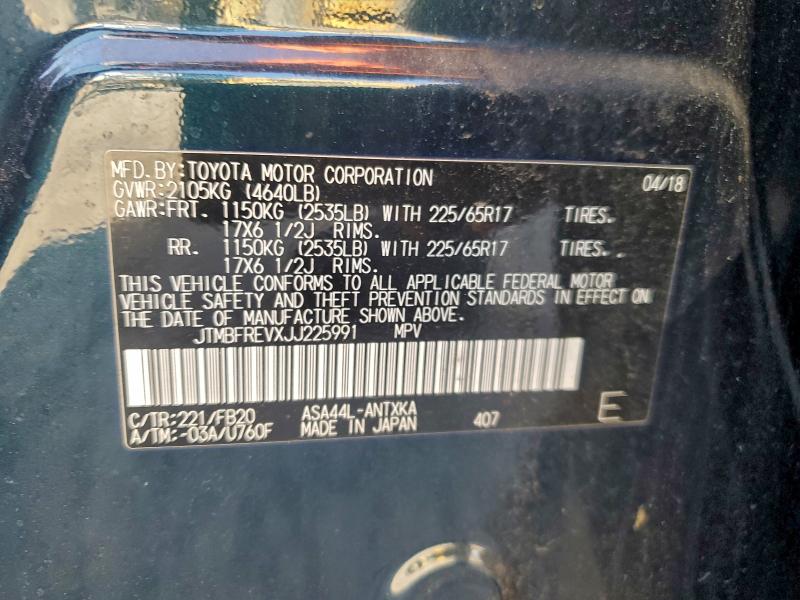 MFD.BY:TOYOTA MOTOR CORPORATION 04/18
GVWR:2105KG (4640LB)
GAWR:FRT. 1150KG (2535LB) WITH 225/65R17 TIRES.
17X6 1/2J RIMS.
RR. 1150KG (2535LB) WITH 225/65R17 TIRES.
17X6 1/2J RIMS.
THIS VEHICLE CONFORMS TO ALL APPLICABLE FEDERAL MOTOR
VEHICLE SAFETY AND THEFT PREVENTION STANDARDS IN EFFECT ON
THE DATE OF MANUFACTURE SHOWN ABOVE.
JTMBFREVXJJ225991 MPV
C/TR:221/FB20 ASA44L-ANTXKA E
A/TM:-03A/U760F MADE IN JAPAN 407